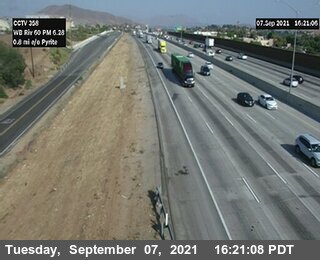 CCTV 358
WB Riv 60 PM 6.28
0.8 mi e/o Pyrite
07.Sep 2021 16:21:06
Tuesday, September 07, 2021 16:21:08 PDT